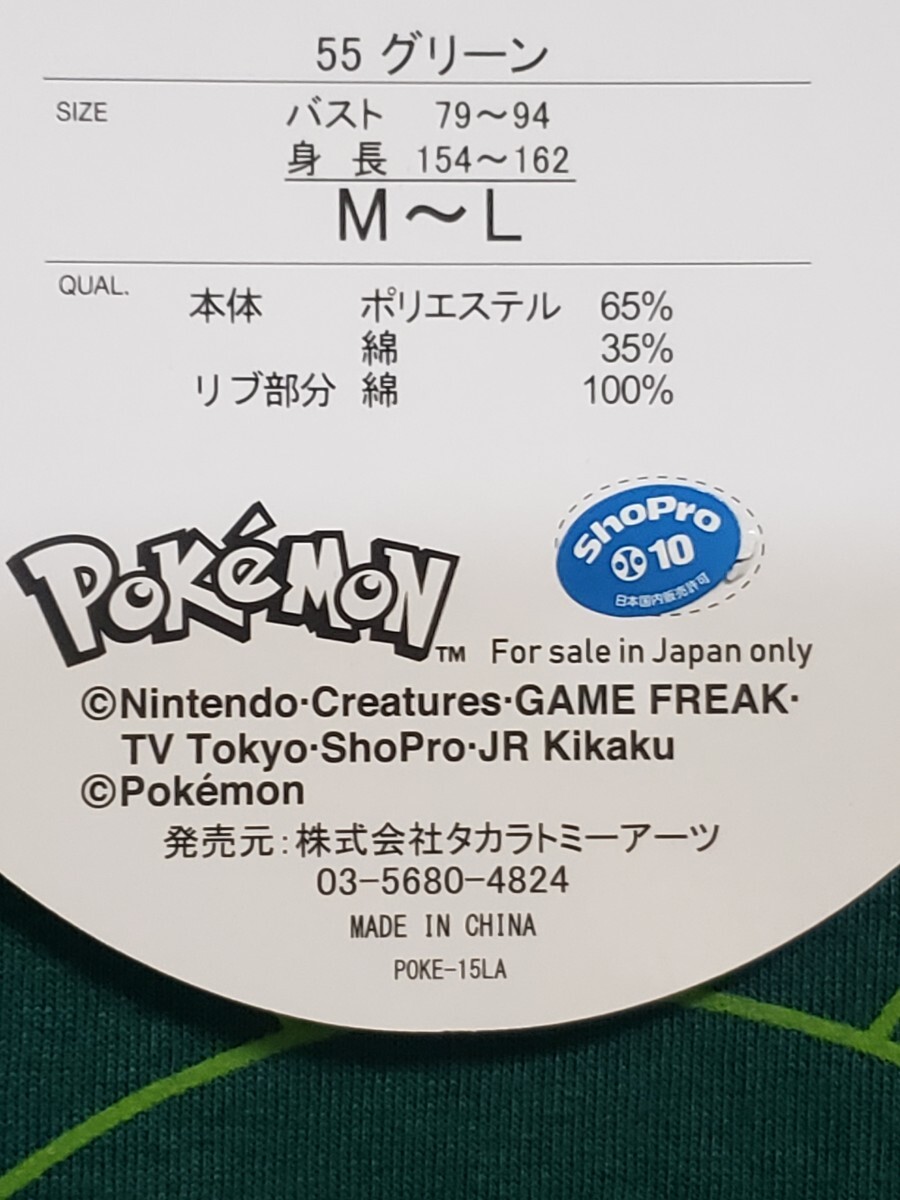 55 グリーン
SIZE
バスト 79～94
身 長 154～162
M～L
QUAL.
本体 ポリエステル 65%
綿 35%
リブ部分 綿 100%
POKéMON™
ShoPro
10
日本国内販売許可
For sale in Japan only
©Nintendo·Creatures·GAME FREAK·
TV Tokyo·ShoPro·JR Kikaku
©Pokémon
発売元:株式会社タカラトミーアーツ
03-5680-4824
MADE IN CHINA
POKE-15LA